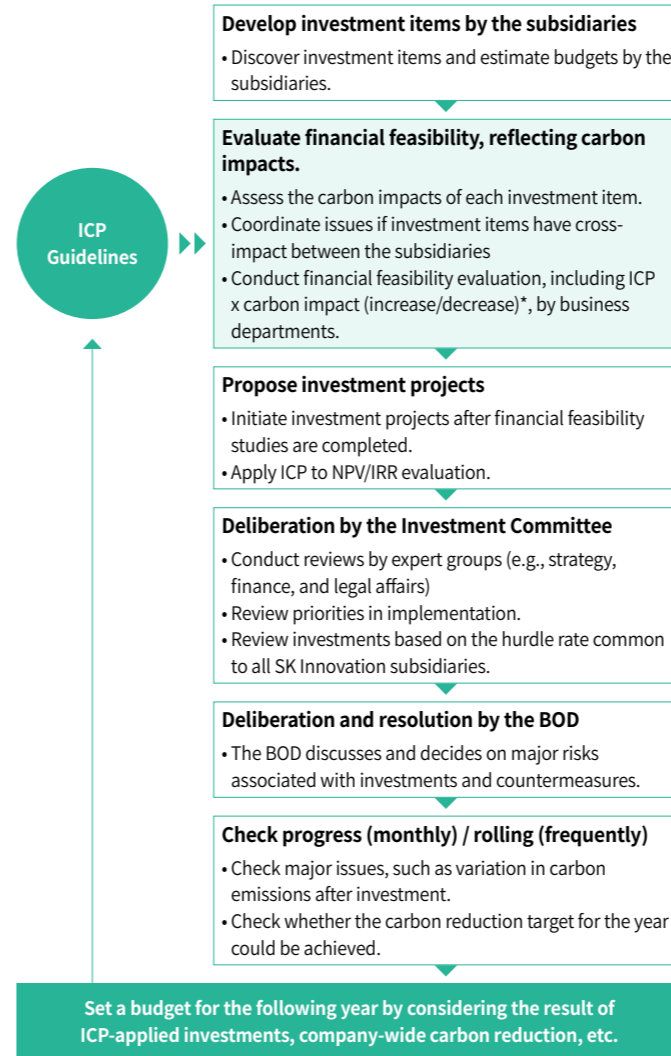 Develop investment items by the subsidiaries
• Discover investment items and estimate budgets by the
subsidiaries.
Evaluate financial feasibility, reflecting carbon
impacts.
• Assess the carbon impacts of each investment item.
• Coordinate issues if investment items have cross-
impact between the subsidiaries
• Conduct financial feasibility evaluation, including ICP
x carbon impact (increase/decrease)*, by business
departments.
ICP
Guidelines
Propose investment projects
• Initiate investment projects after financial feasibility
studies are completed.
• Apply ICP to NPV/IRR evaluation.
Deliberation by the Investment Committee
• Conduct reviews by expert groups (e.g., strategy,
finance, and legal affairs)
• Review priorities in implementation.
• Review investments based on the hurdle rate common
to all SK Innovation subsidiaries.
Deliberation and resolution by the BOD
• The BOD discusses and decides on major risks
associated with investments and countermeasures.
Check progress (monthly) / rolling (frequently)
• Check major issues, such as variation in carbon
emissions after investment.
• Check whether the carbon reduction target for the year
could be achieved.
Set a budget for the following year by considering the result of
ICP-applied investments, company-wide carbon reduction, etc.